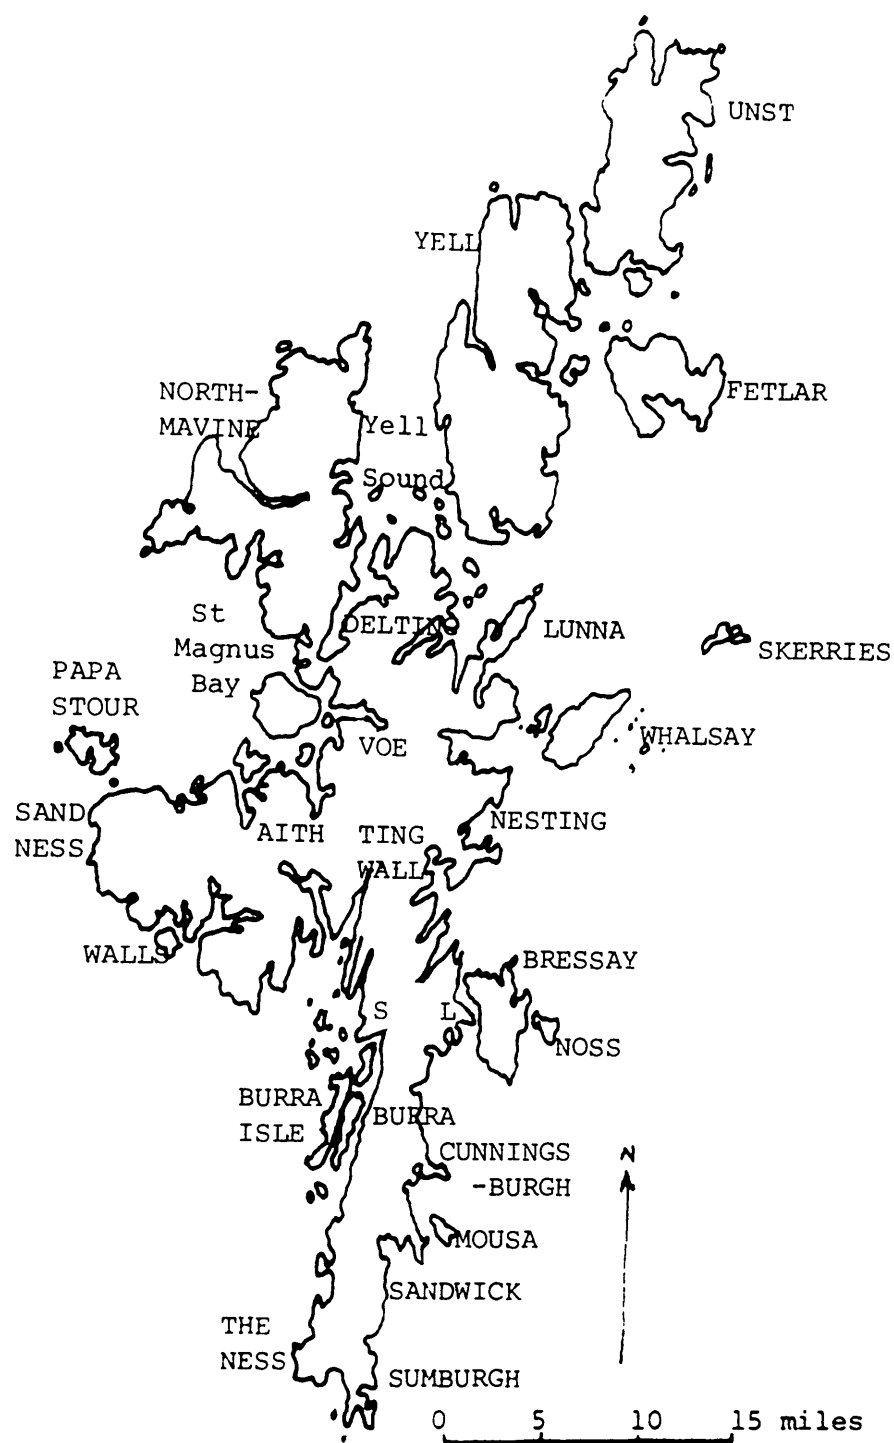 UNST
YELL
NORTH-
MAVINE
Yell
Sound
FETLAR
St
Magnus
Bay
DELTING
LUNNA
SKERRIES
PAPA
STOUR
VOE
WHALSAY
SAND
NESS
AITH
TING
WALL
NESTING
WALLS
BRESSAY
S L
NOSS
BURRA
ISLE
BURRA
CUNNINGS
-BURGH
N
MOUSA
SANDWICK
THE
NESS
SUMBURGH
0 5 10 15 miles